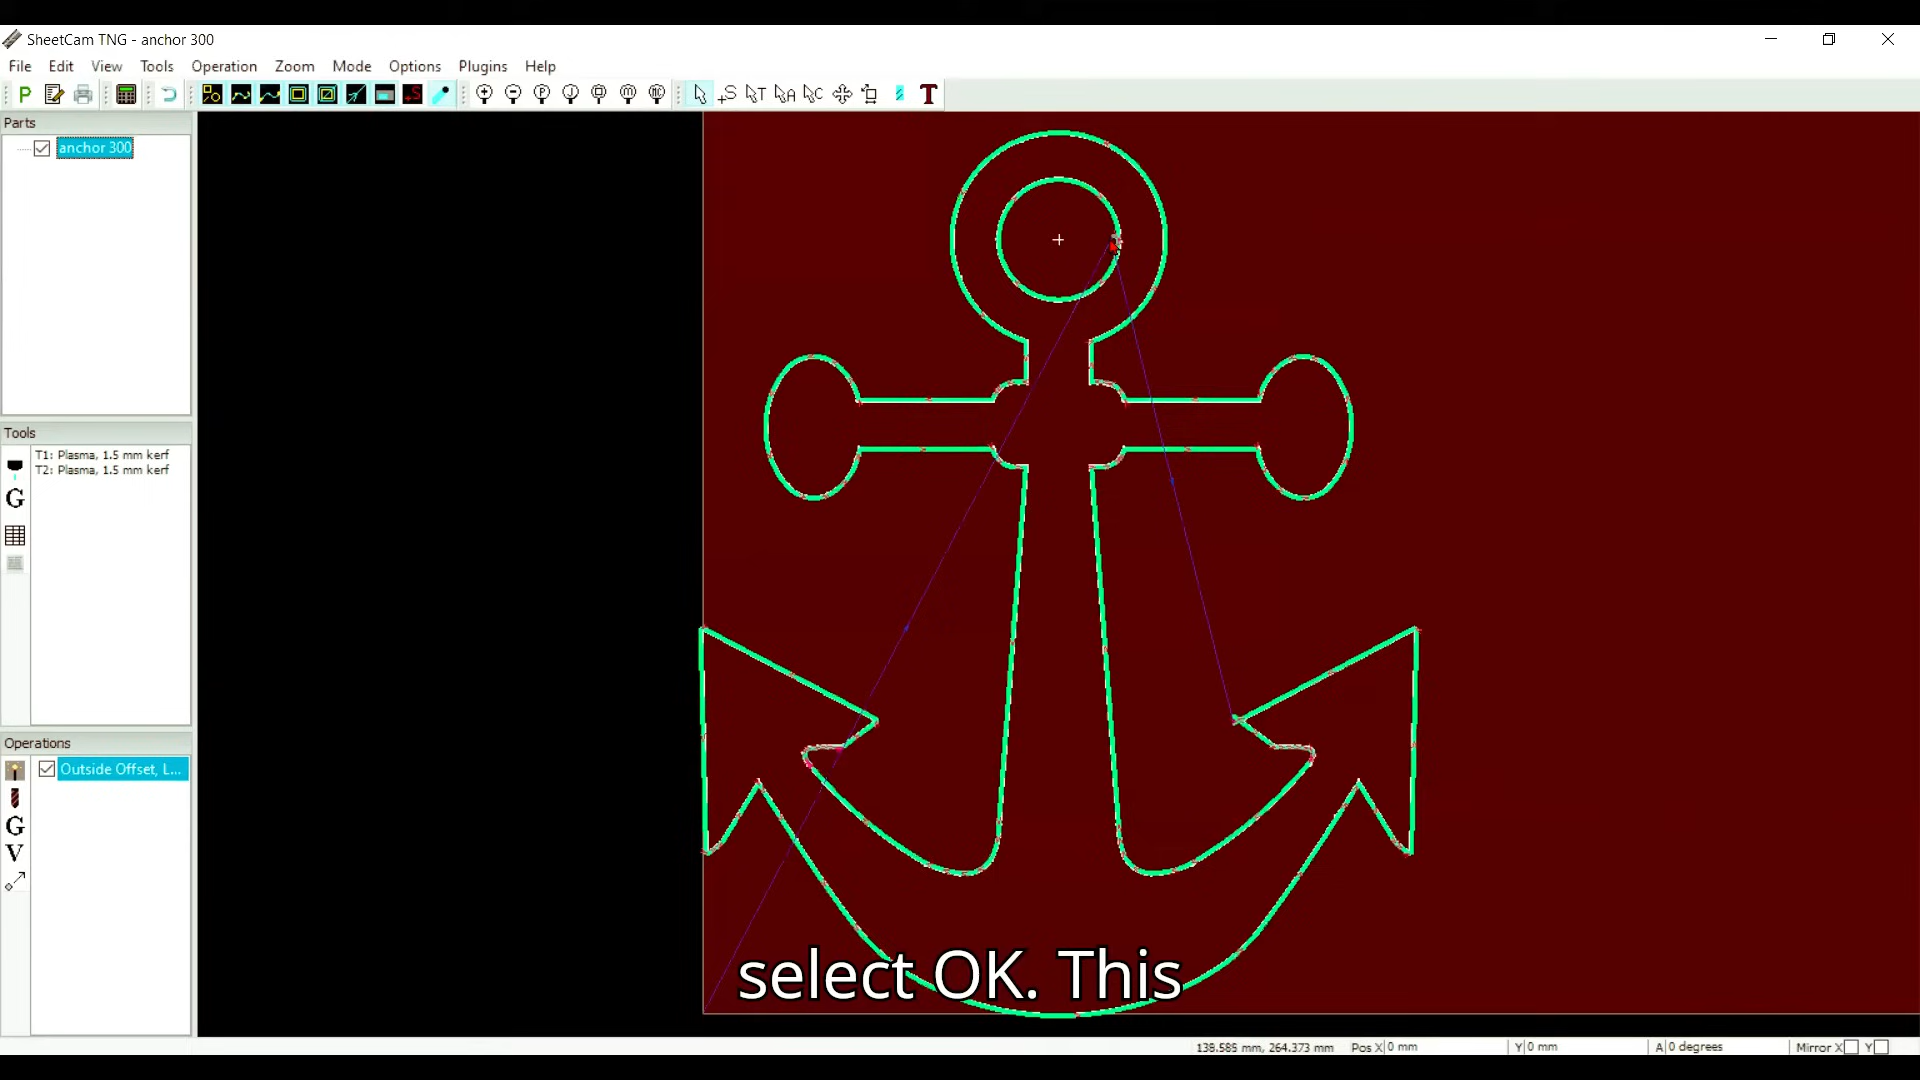 SheetCam TNG - anchor 300
File Edit View Tools Operation Zoom Mode Options Plugins Help
Parts
anchor 300
Tools
T1: Plasma, 1.5 mm kerf
T2: Plasma, 1.5 mm kerf
Operations
Outside Offset, L...
select OK. This
138.585 mm, 264.373 mm Pos X 0 mm Y 0 mm A 0 degrees Mirror X Y